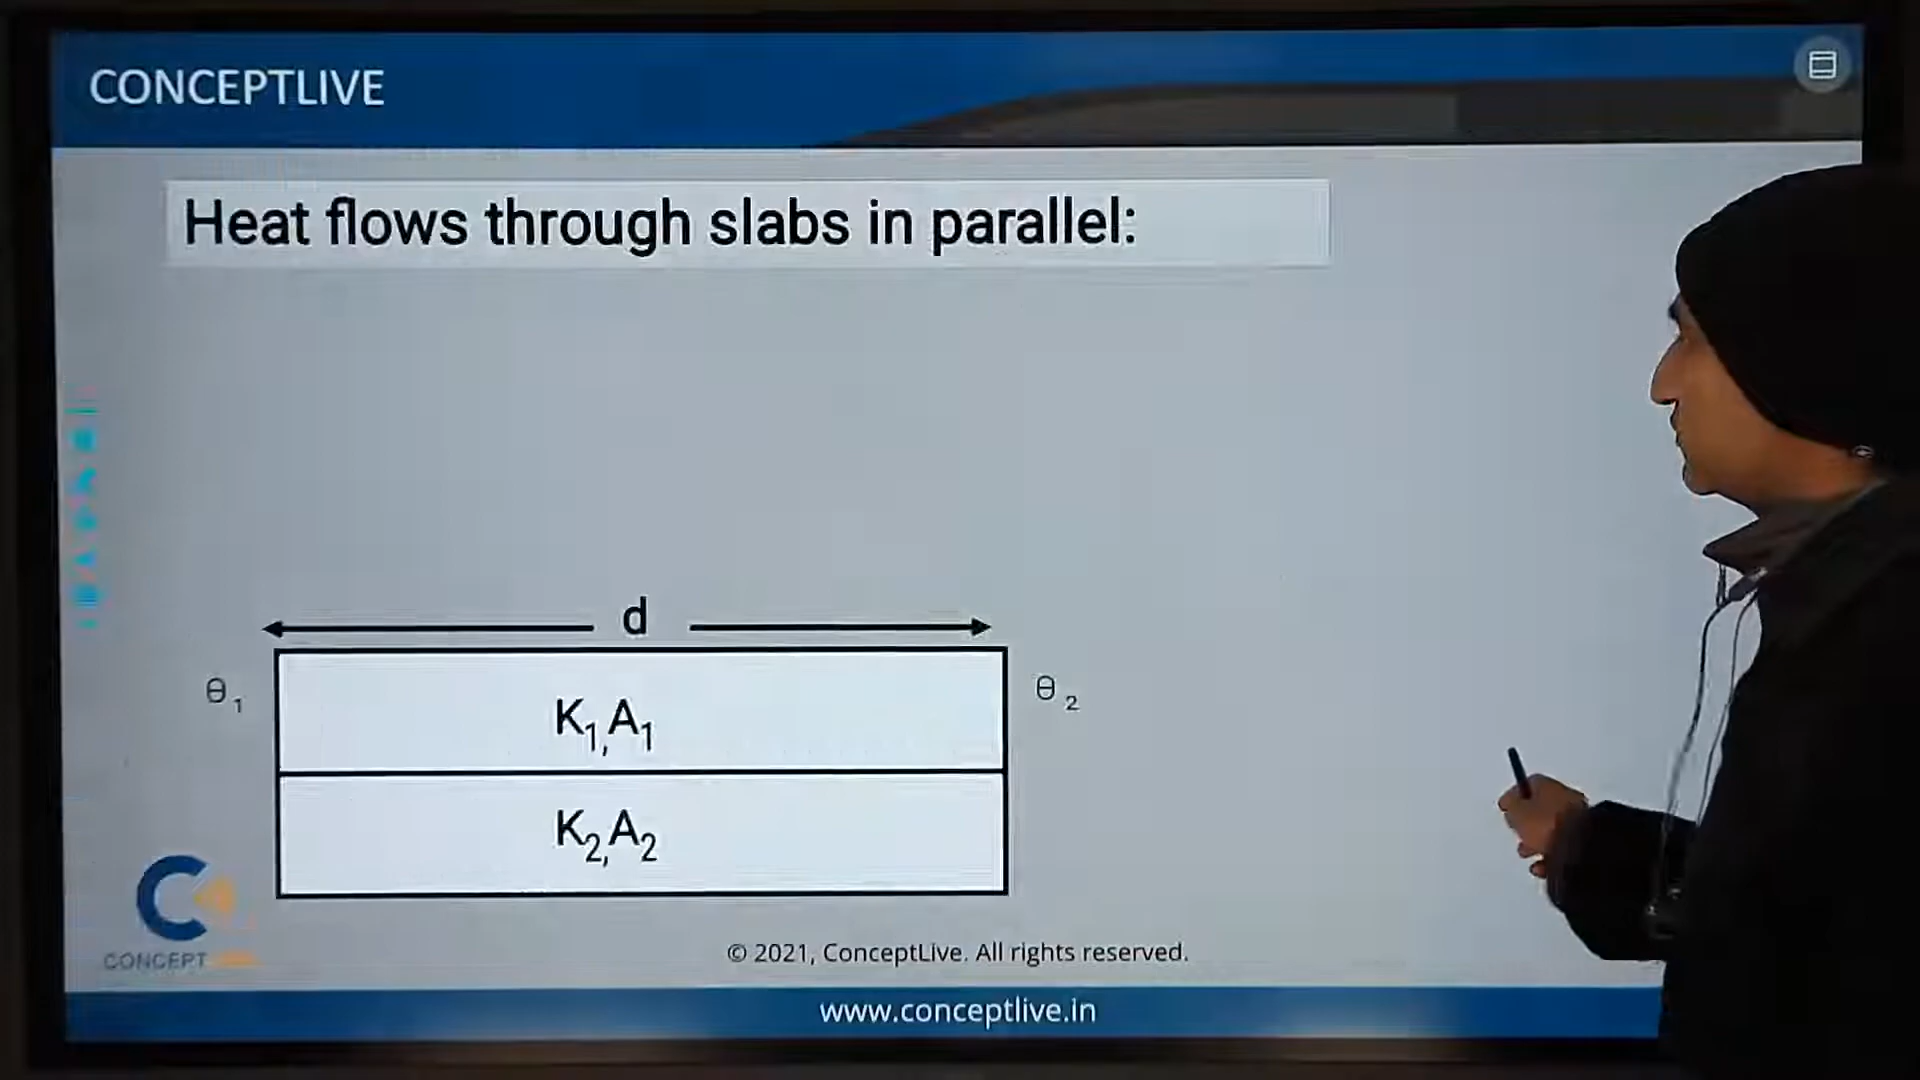 CONCEPTLIVE
Heat flows through slabs in parallel:
d
θ1
K1,A1
θ2
K2,A2
CONCEPT
© 2021, ConceptLive. All rights reserved.
www.conceptlive.in